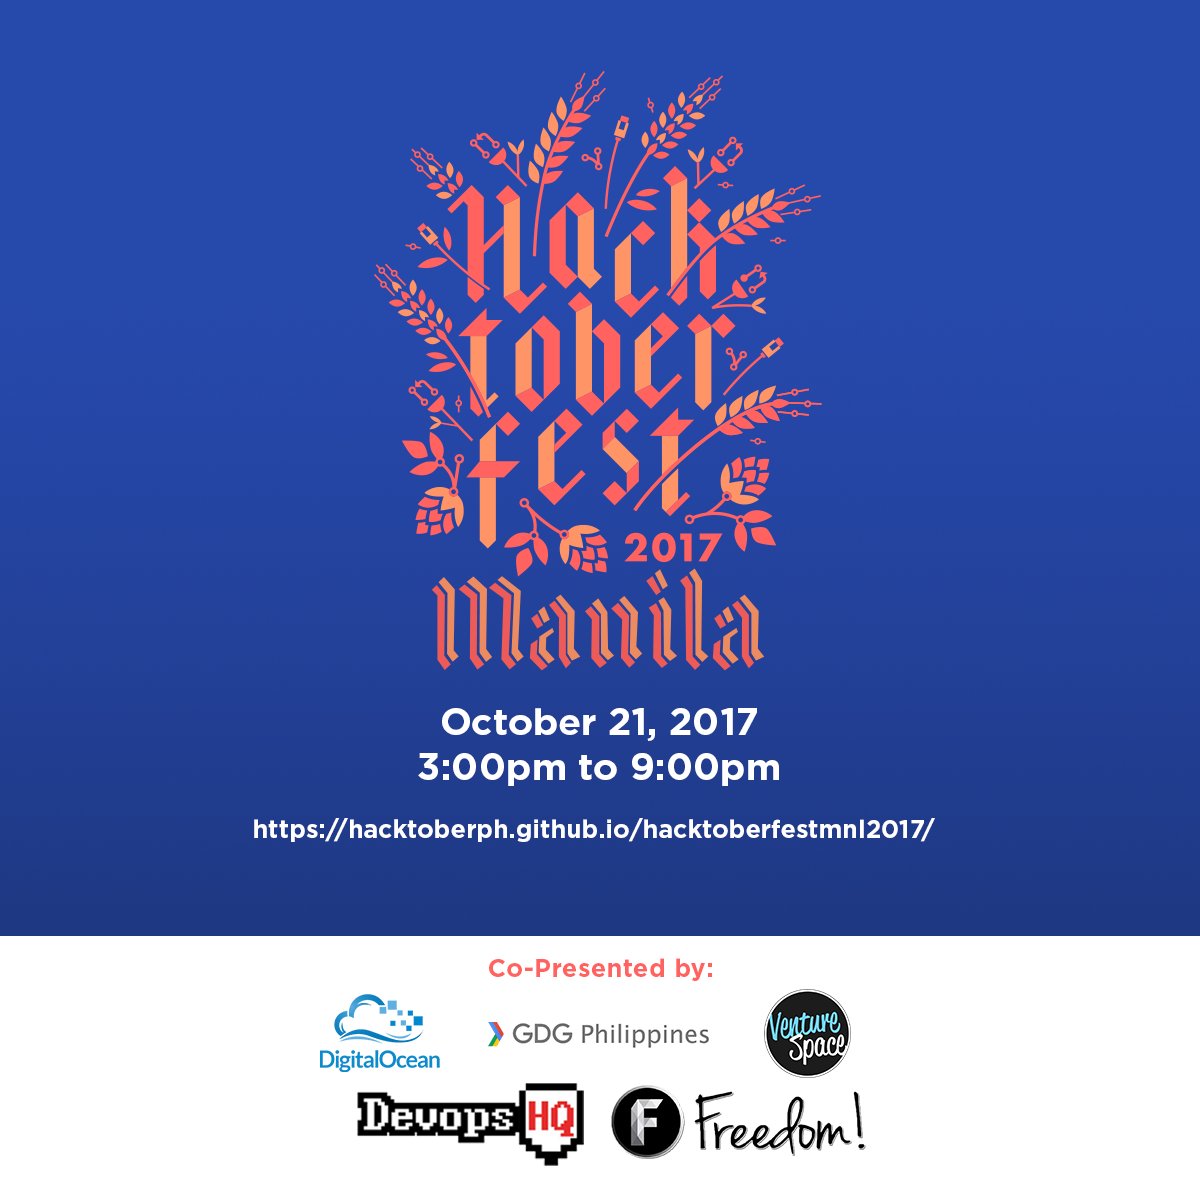 Hack
tober
fest
2017
Manila
October 21, 2017
3:00pm to 9:00pm
https://hacktoberph.github.io/hacktoberfestmnl2017/
Co-Presented by:
DigitalOcean
GDG Philippines
Venture
Space
Devops HQ
F Freedom!